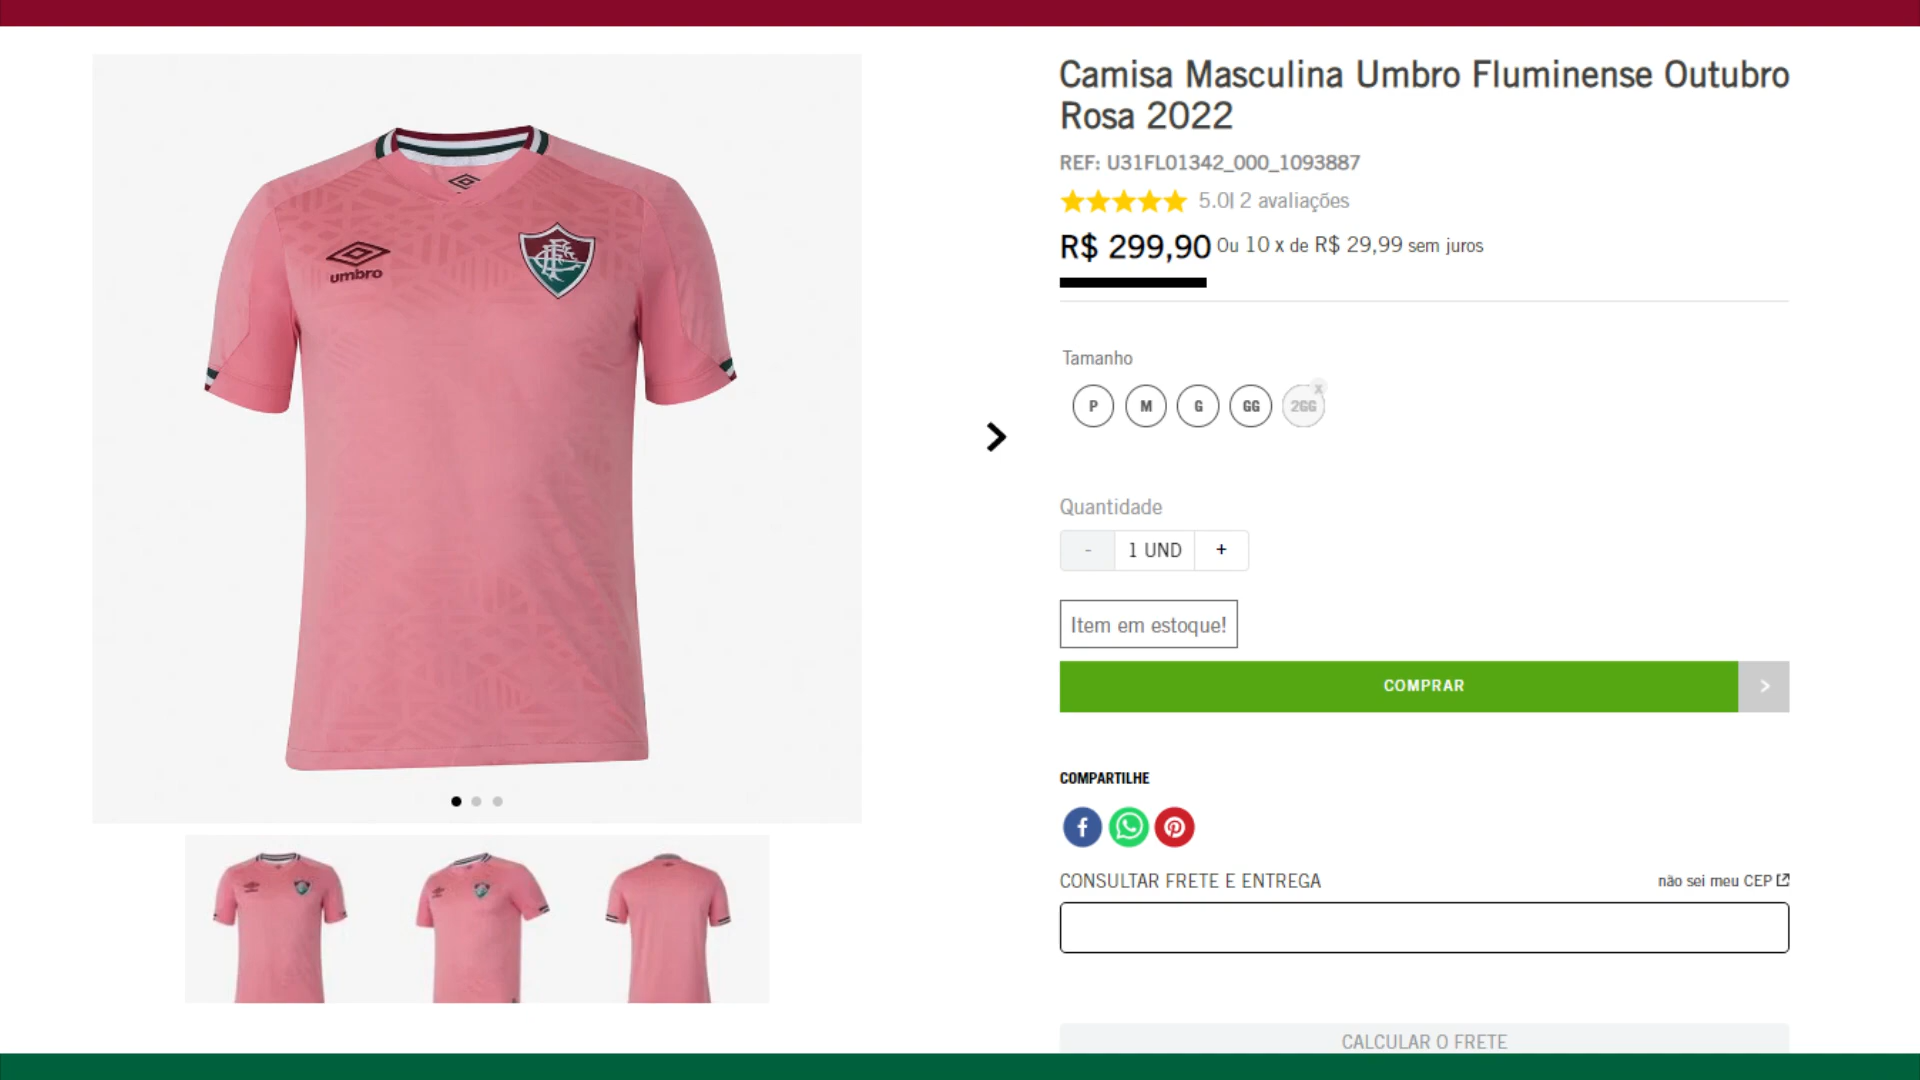 Camisa Masculina Umbro Fluminense Outubro
Rosa 2022
REF: U31FL01342_000_1093887
5.0| 2 avaliações
R$ 299,90 Ou 10 x de R$ 29,99 sem juros
umbro
Tamanho
P M G GG 2GG x
Quantidade
- 1 UND +
Item em estoque!
COMPRAR >
COMPARTILHE
CONSULTAR FRETE E ENTREGA não sei meu CEP
CALCULAR O FRETE